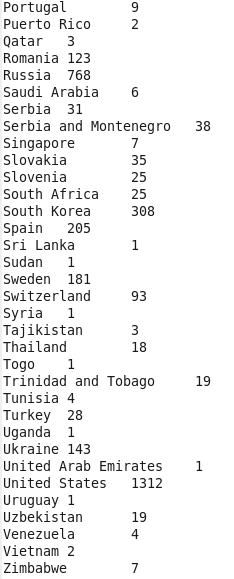 Portugal 9
Puerto Rico 2
Qatar 3
Romania 123
Russia 768
Saudi Arabia 6
Serbia 31
Serbia and Montenegro 38
Singapore 7
Slovakia 35
Slovenia 25
South Africa 25
South Korea 308
Spain 205
Sri Lanka 1
Sudan 1
Sweden 181
Switzerland 93
Syria 1
Tajikistan 3
Thailand 18
Togo 1
Trinidad and Tobago 19
Tunisia 4
Turkey 28
Uganda 1
Ukraine 143
United Arab Emirates 1
United States 1312
Uruguay 1
Uzbekistan 19
Venezuela 4
Vietnam 2
Zimbabwe 7